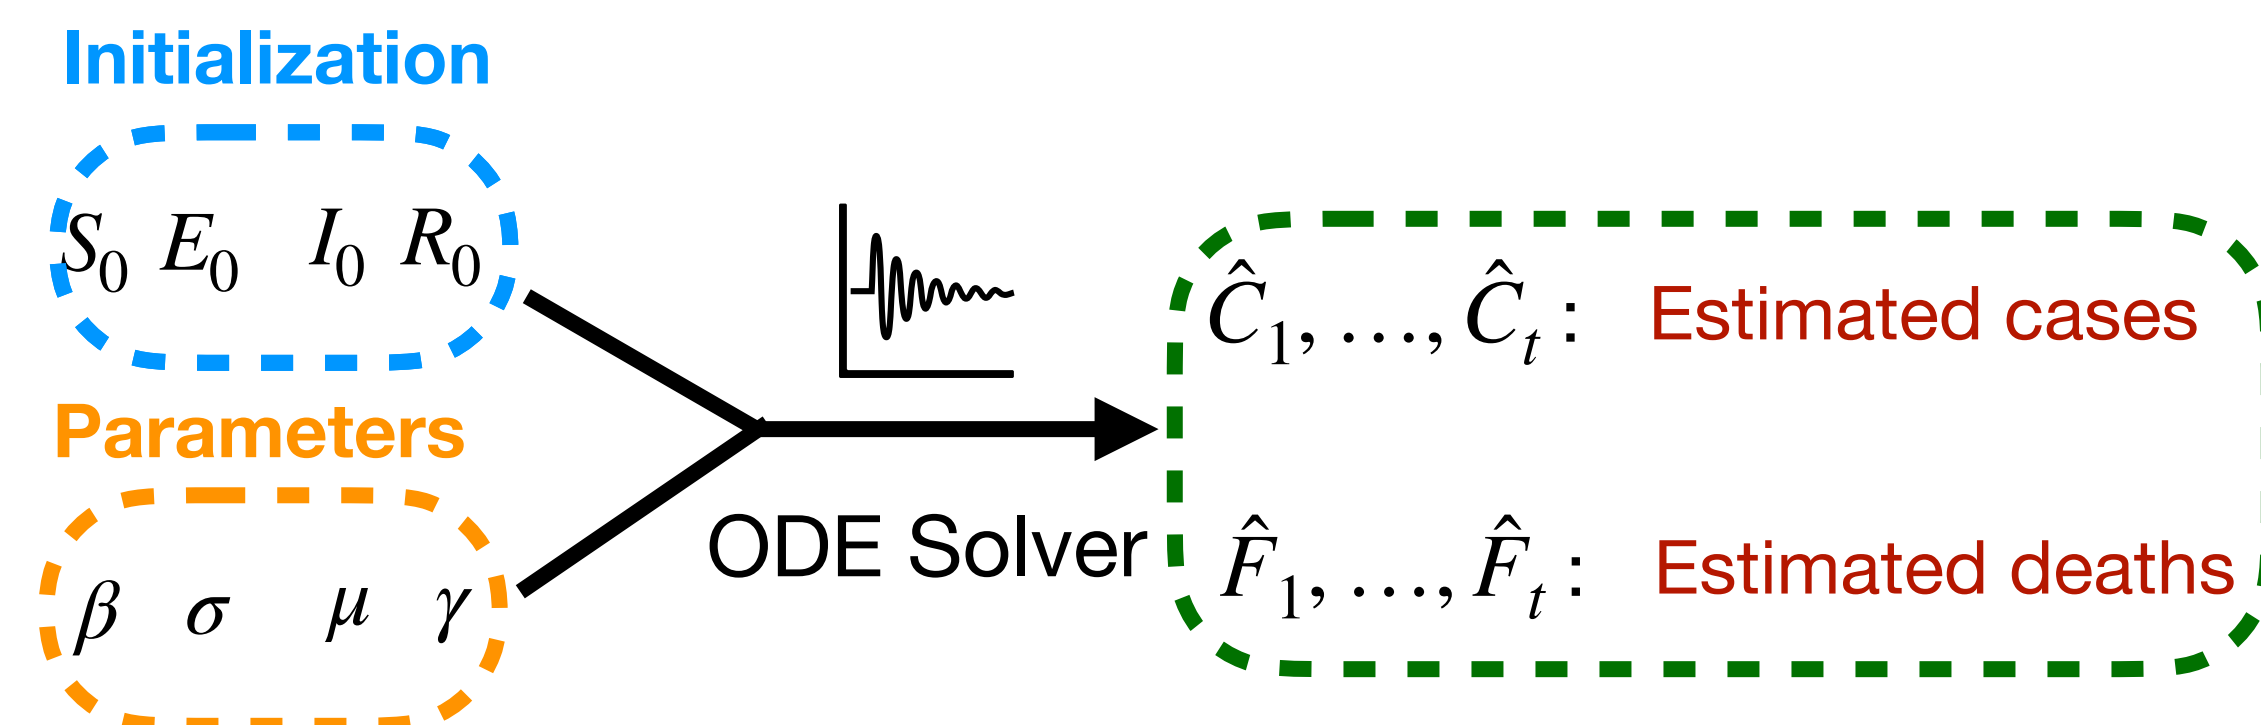 Initialization
S₀ E₀ I₀ R₀
Ĉ₁, …, Ĉₜ : Estimated cases
Parameters
ODE Solver
F̂₁, …, F̂ₜ : Estimated deaths
β σ μ γ